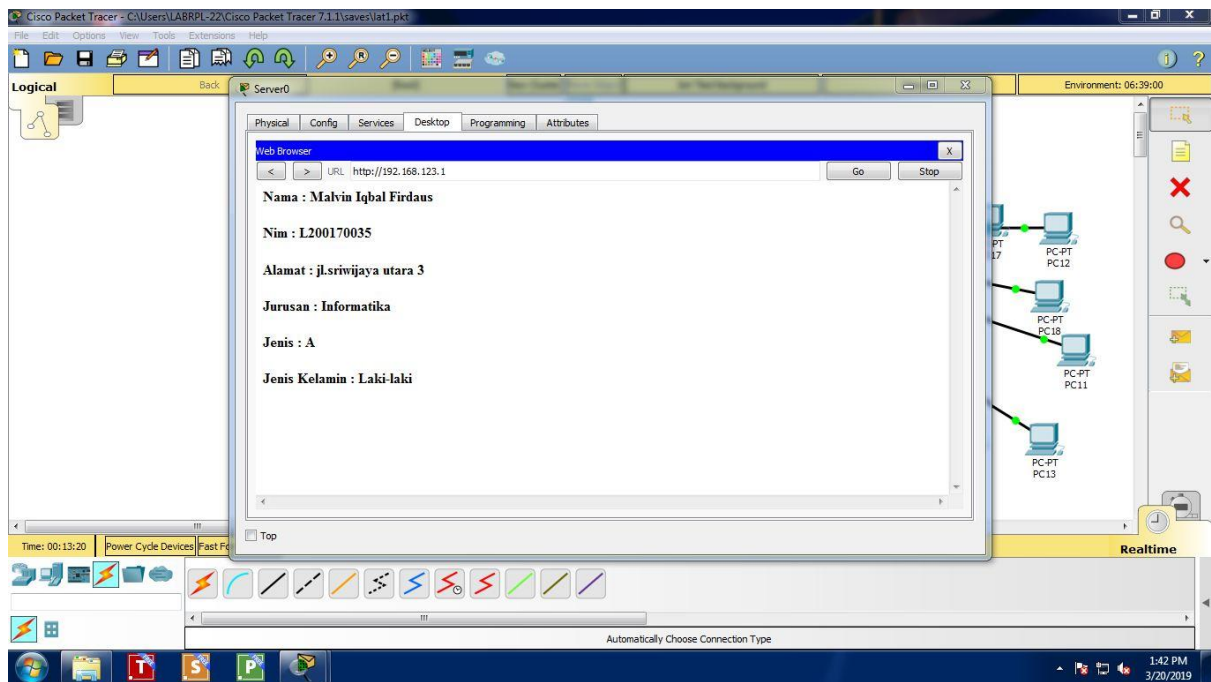 Cisco Packet Tracer - C:\Users\LABRPL-22\Cisco Packet Tracer 7.1.1\saves\lat1.pkt
File Edit Options View Tools Extensions Help
Logical
Back
Environment: 06:39:00
Server0
Physical Config Services Desktop Programming Attributes
Web Browser
X
< > URL http://192.168.123.1 Go Stop
Nama : Malvin Iqbal Firdaus
Nim : L200170035
Alamat : jl.sriwijaya utara 3
Jurusan : Informatika
Jenis : A
Jenis Kelamin : Laki-laki
PT
17
PC-PT
PC12
PC-PT
PC18
PC-PT
PC11
PC-PT
PC13
Top
Time: 00:13:20 Power Cycle Devices Fast
Realtime
Automatically Choose Connection Type
1:42 PM
3/20/2019